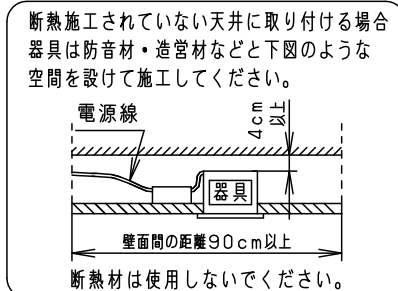 断熱施工されていない天井に取り付ける場合
器具は防音材・造営材などと下図のような
空間を設けて施工してください。
電源線
4cm
以上
器具
壁面間の距離90cm以上
断熱材は使用しないでください。